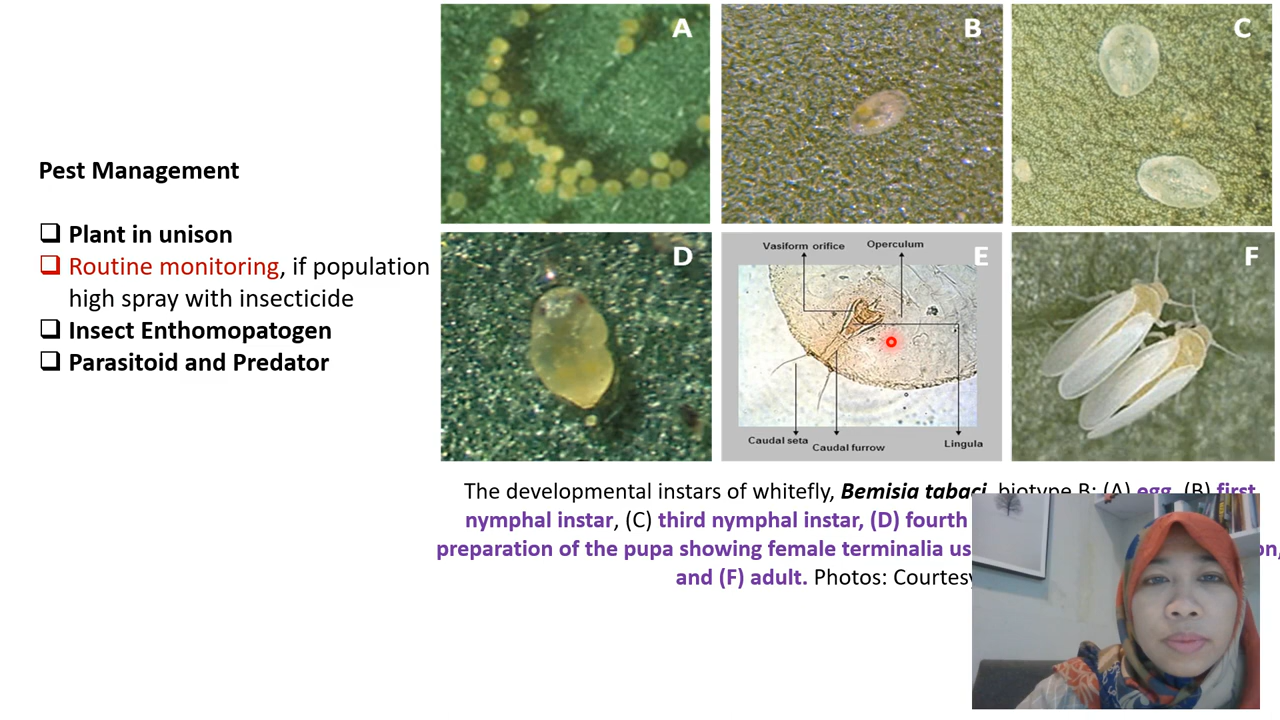 Pest Management
Plant in unison
Routine monitoring, if population
high spray with insecticide
Insect Enthomopatogen
Parasitoid and Predator
A
B
C
D
E
F
Vasiform orifice
Operculum
Caudal seta
Caudal furrow
Lingula
The developmental instars of whitefly, Bemisia tabaci, biotype B: (A) egg, (B) first
nymphal instar, (C) third nymphal instar, (D) fourth
preparation of the pupa showing female terminalia
and (F) adult. Photos: Courtesy